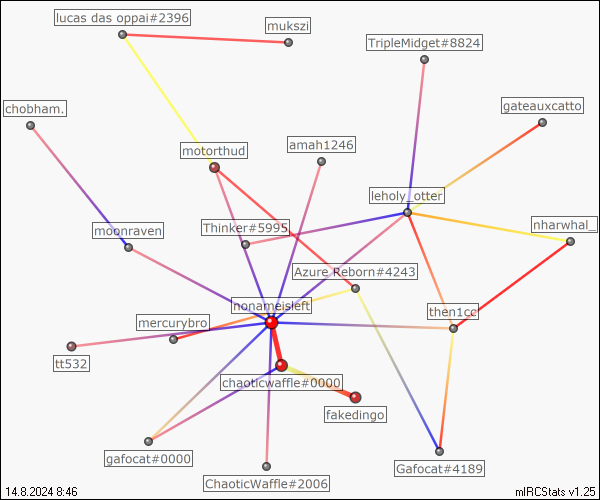 lucas das oppai#2396
mukszi
TripleMidget#8824
chobham.
gateauxcatto
motorthud
amah1246
leholy_otter
moonraven
Thinker#5995
nharwhal_
Azure Reborn#4243
nonameisleft
mercurybro
then1cc
tt532
chaoticwaffle#0000
fakedingo
gafocat#0000
Gafocat#4189
ChaoticWaffle#2006
14.8.2024 8:46
mIRCStats v1.25